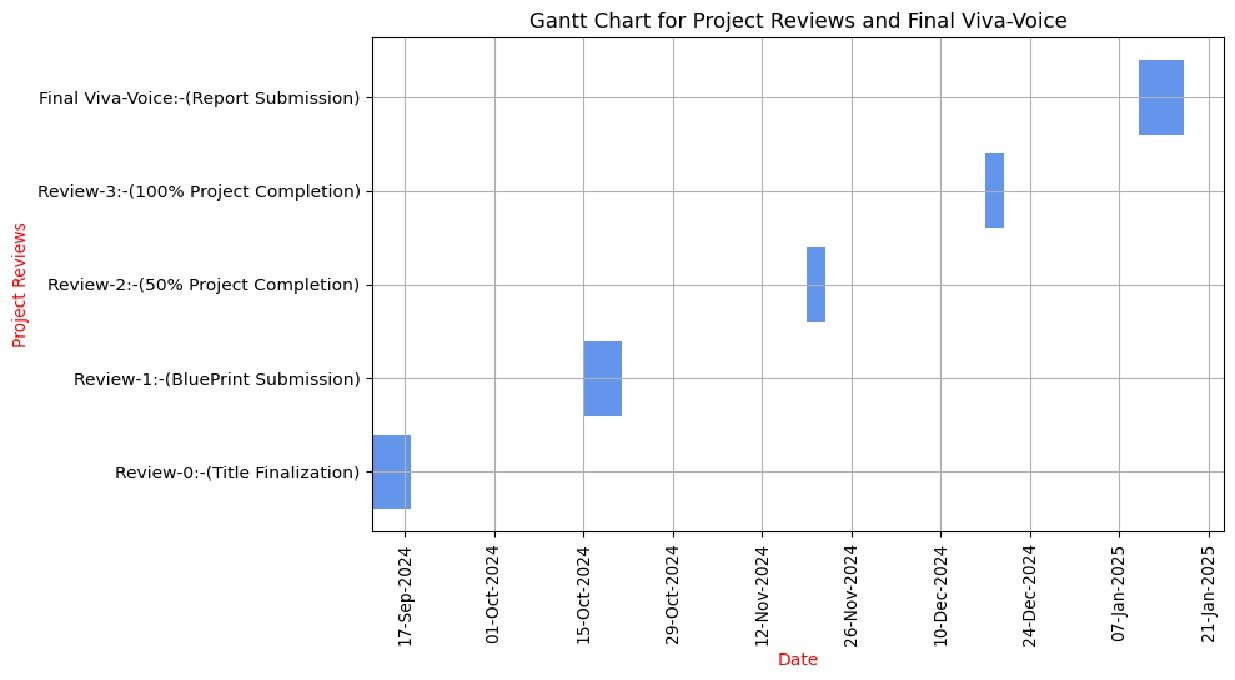 Gantt Chart for Project Reviews and Final Viva-Voice
Final Viva-Voice:-(Report Submission)
Review-3:-(100% Project Completion)
Review-2:-(50% Project Completion)
Review-1:-(BluePrint Submission)
Review-0:-(Title Finalization)
Project Reviews
17-Sep-2024
01-Oct-2024
15-Oct-2024
29-Oct-2024
12-Nov-2024
26-Nov-2024
10-Dec-2024
24-Dec-2024
07-Jan-2025
21-Jan-2025
Date